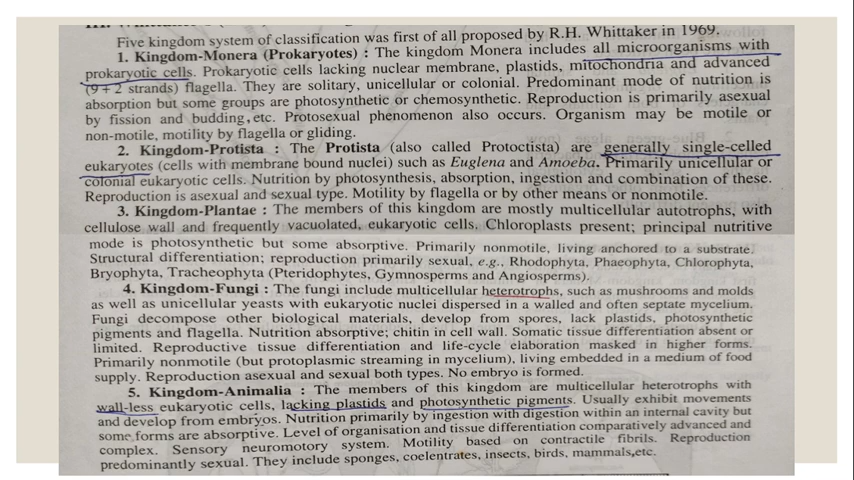 Five kingdom system of classification was first of all proposed by R.H. Whittaker in 1969.
1. Kingdom-Monera (Prokaryotes) : The kingdom Monera includes all microorganisms with
prokaryotic cells. Prokaryotic cells lacking nuclear membrane, plastids, mitochondria and advanced
(9 + 2 strands) flagella. They are solitary, unicellular or colonial. Predominant mode of nutrition is
absorption but some groups are photosynthetic or chemosynthetic. Reproduction is primarily asexual
by fission and budding, etc. Protosexual phenomenon also occurs. Organism may be motile or
non-motile, motility by flagella or gliding.
2. Kingdom-Protista : The Protista (also called Protoctista) are generally single-celled
eukaryotes (cells with membrane bound nuclei) such as Euglena and Amoeba. Primarily unicellular or
colonial eukaryotic cells. Nutrition by photosynthesis, absorption, ingestion and combination of these.
Reproduction is asexual and sexual type. Motility by flagella or by other means or nonmotile.
3. Kingdom-Plantae : The members of this kingdom are mostly multicellular autotrophs, with
cellulose wall and frequently vacuolated, eukaryotic cells. Chloroplasts present; principal nutritive
mode is photosynthetic but some absorptive. Primarily nonmotile, living anchored to a substrate.
Structural differentiation; reproduction primarily sexual, e.g., Rhodophyta, Phaeophyta, Chlorophyta,
Bryophyta, Tracheophyta (Pteridophytes, Gymnosperms and Angiosperms).
4. Kingdom-Fungi : The fungi include multicellular heterotrophs, such as mushrooms and molds
as well as unicellular yeasts with eukaryotic nuclei dispersed in a walled and often septate mycelium.
Fungi decompose other biological materials, develop from spores, lack plastids, photosynthetic
pigments and flagella. Nutrition absorptive; chitin in cell wall. Somatic tissue differentiation absent or
limited. Reproductive tissue differentiation and life-cycle elaboration masked in higher forms.
Primarily nonmotile (but protoplasmic streaming in mycelium), living embedded in a medium of food
supply. Reproduction asexual and sexual both types. No embryo is formed.
5. Kingdom-Animalia : The members of this kingdom are multicellular heterotrophs with
wall-less eukaryotic cells, lacking plastids and photosynthetic pigments. Usually exhibit movements
and develop from embryos. Nutrition primarily by ingestion with digestion within an internal cavity but
some forms are absorptive. Level of organisation and tissue differentiation comparatively advanced and
complex. Sensory neuromotory system. Motility based on contractile fibrils. Reproduction
predominantly sexual. They include sponges, coelentrates, insects, birds, mammals,etc.